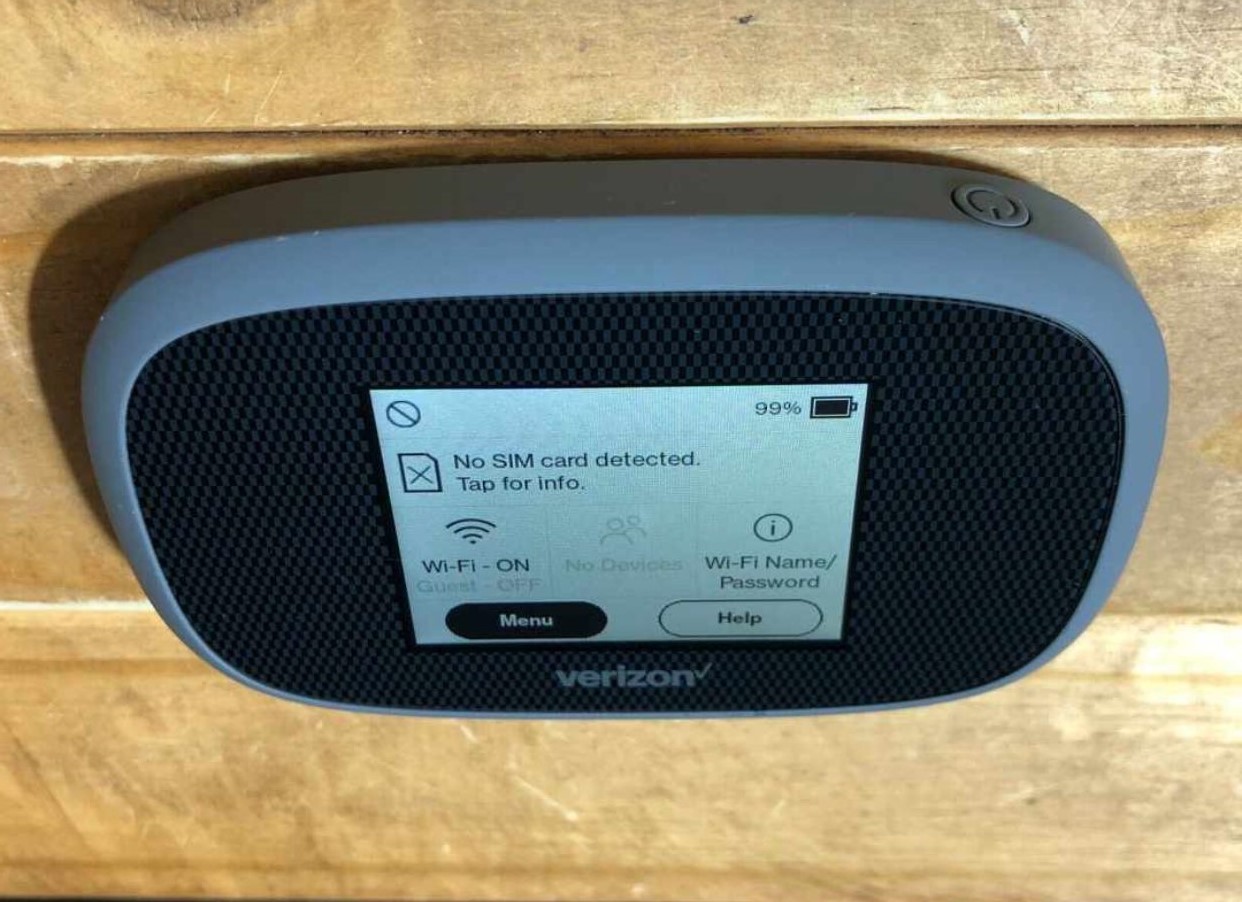 99%
No SIM card detected.
Tap for info.
Wi-Fi - ON
Guest - OFF
No Devices
Wi-Fi Name/
Password
Menu
Help
verizon